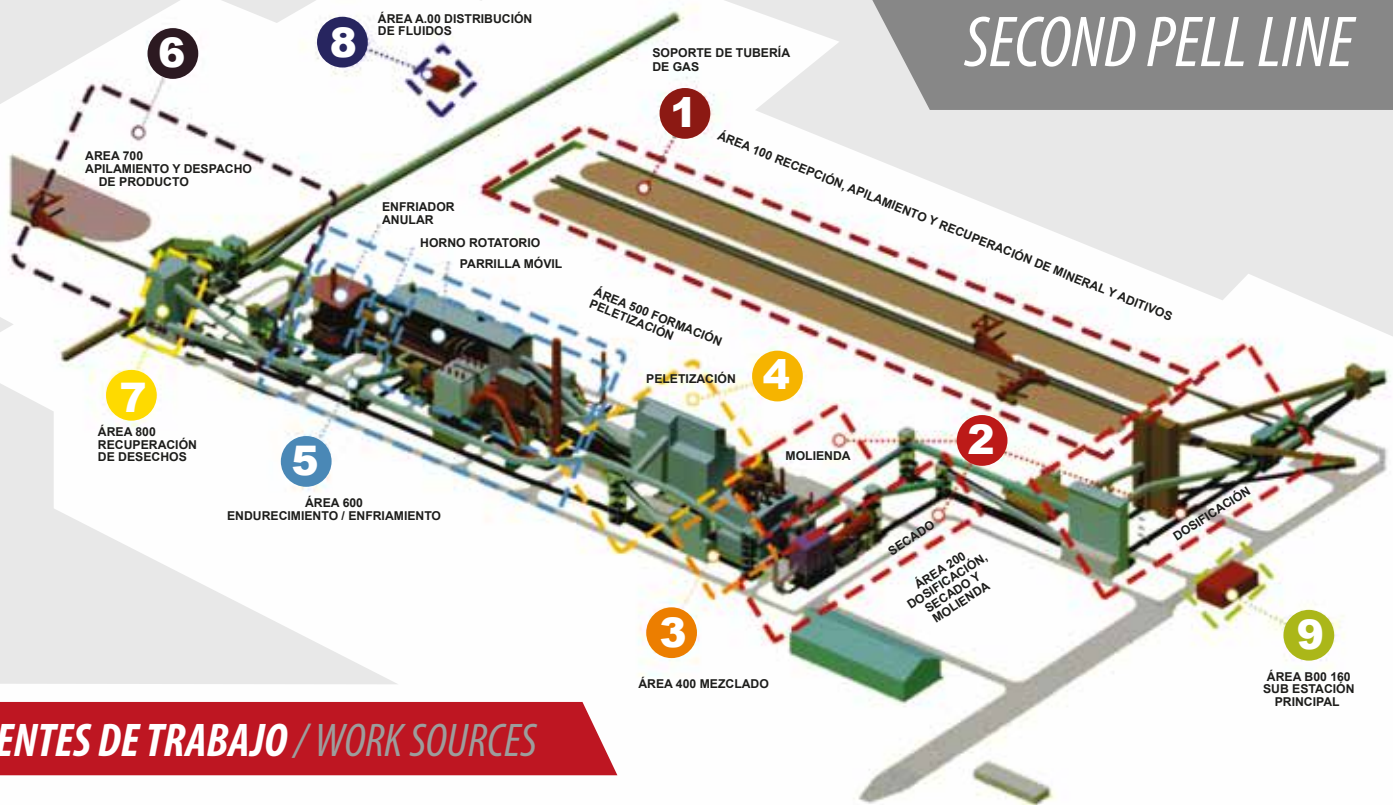 SECOND PELL LINE
6
8
ÁREA A.00 DISTRIBUCIÓN
DE FLUIDOS
SOPORTE DE TUBERÍA
DE GAS
1
ÁREA 100 RECEPCIÓN, APILAMIENTO Y RECUPERACIÓN DE MINERAL Y ADITIVOS
AREA 700
APILAMIENTO Y DESPACHO
DE PRODUCTO
ENFRIADOR
ANULAR
HORNO ROTATORIO
PARRILLA MÓVIL
ÁREA 500 FORMACIÓN
PELETIZACIÓN
PELETIZACIÓN
4
7
ÁREA 800
RECUPERACIÓN
DE DESECHOS
5
ÁREA 600
ENDURECIMIENTO / ENFRIAMIENTO
MOLIENDA
2
SECADO
DOSIFICACIÓN
ÁREA 200
DOSIFICACIÓN,
SECADO Y
MOLIENDA
3
ÁREA 400 MEZCLADO
9
ÁREA B00 160
SUB ESTACIÓN
PRINCIPAL
ENTES DE TRABAJO / WORK SOURCES